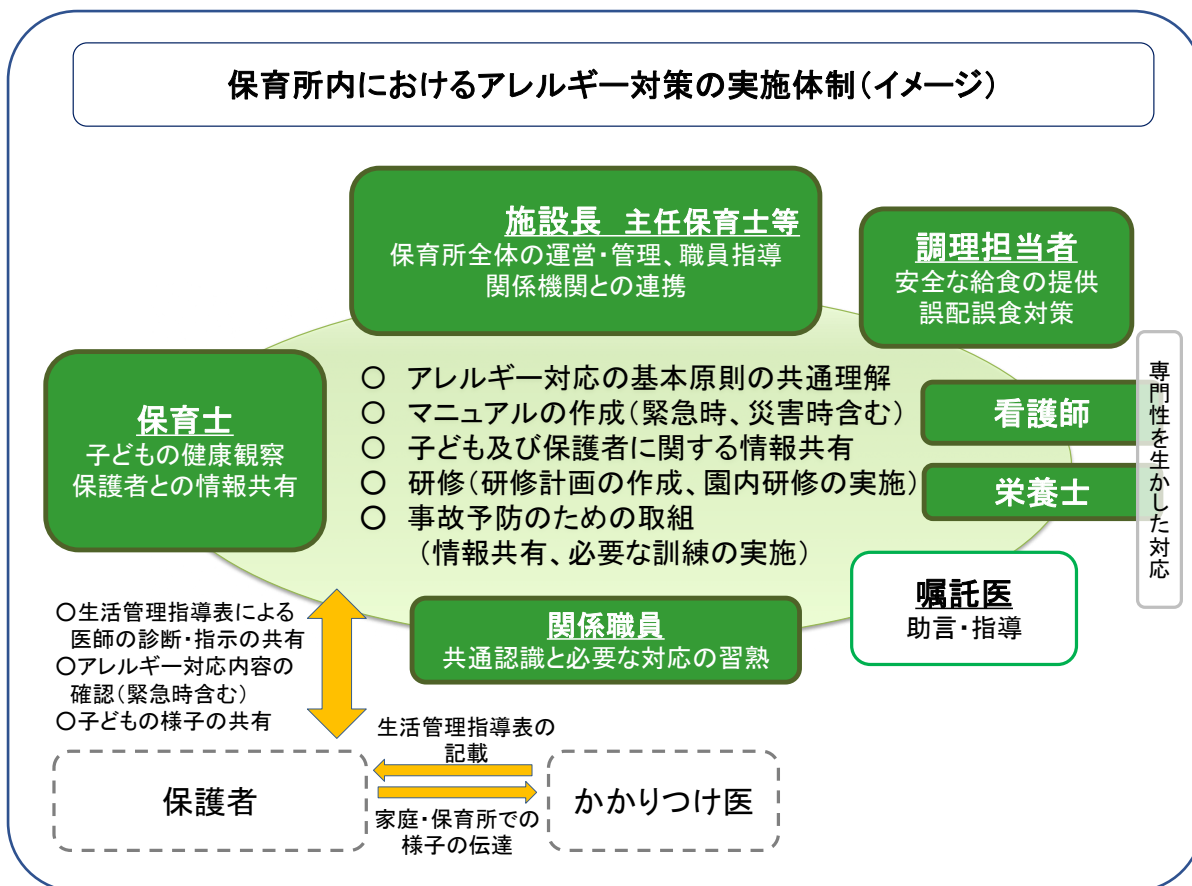 保育所内におけるアレルギー対策の実施体制(イメージ)
施設長 主任保育士等
保育所全体の運営・管理、職員指導
関係機関との連携
調理担当者
安全な給食の提供
誤配誤食対策
保育士
子どもの健康観察
保護者との情報共有
○ アレルギー対応の基本原則の共通理解
○ マニュアルの作成(緊急時、災害時含む)
○ 子ども及び保護者に関する情報共有
○ 研修(研修計画の作成、園内研修の実施)
○ 事故予防のための取組
(情報共有、必要な訓練の実施)
看護師
栄養士
専門性を生かした対応
嘱託医
助言・指導
関係職員
共通認識と必要な対応の習熟
○生活管理指導表による
医師の診断・指示の共有
○アレルギー対応内容の
確認(緊急時含む)
○子どもの様子の共有
生活管理指導表の
記載
保護者
かかりつけ医
家庭・保育所での
様子の伝達